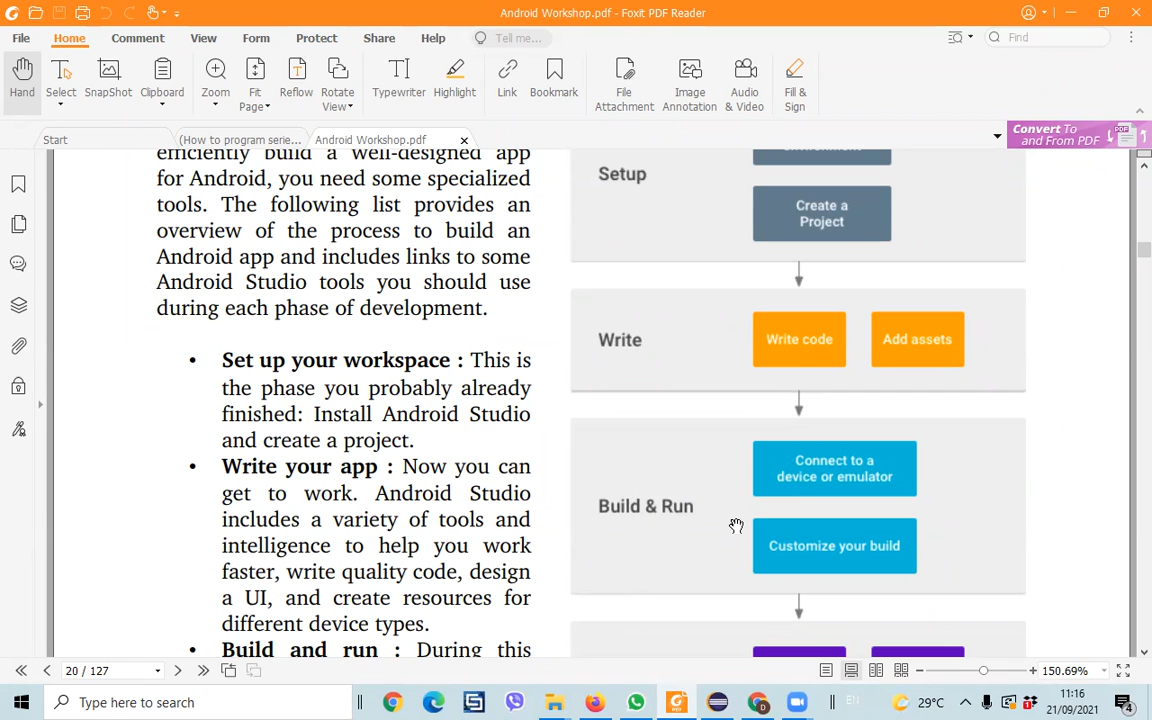 Android Workshop.pdf - Foxit PDF Reader
File Home Comment View Form Protect Share Help Tell me... Find
Hand Select SnapShot Clipboard Zoom Fit Page Reflow Rotate View Typewriter Highlight Link Bookmark File Attachment Image Annotation Audio & Video Fill & Sign
Start (How to program serie... Android Workshop.pdf
Convert To
and From PDF
PDF
efficiently build a well-designed app
for Android, you need some specialized
tools. The following list provides an
overview of the process to build an
Android app and includes links to some
Android Studio tools you should use
during each phase of development.
• Set up your workspace : This is
the phase you probably already
finished: Install Android Studio
and create a project.
• Write your app : Now you can
get to work. Android Studio
includes a variety of tools and
intelligence to help you work
faster, write quality code, design
a UI, and create resources for
different device types.
• Build and run : During this
Setup
Create a
Project
Write
Write code
Add assets
Build & Run
Connect to a
device or emulator
Customize your build
20 / 127
150.69%
Type here to search
EN
29°C
11:16
21/09/2021
4